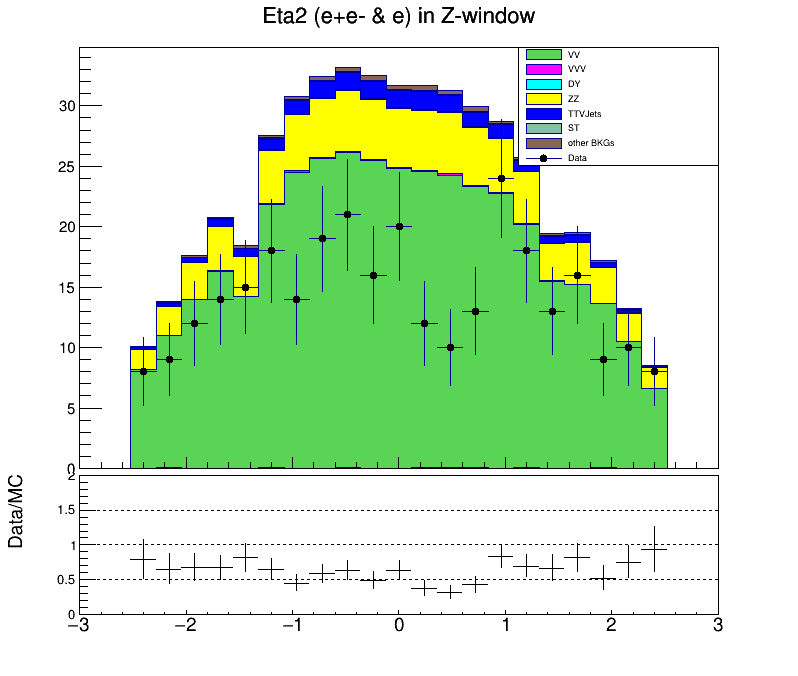 Eta2 (e+e- & e) in Z-window
VV
VVV
DY
ZZ
TTVJets
ST
other BKGs
Data
30
25
20
15
10
5
0
Data/MC
2
1.5
1
0.5
0
−3 −2 −1 0 1 2 3